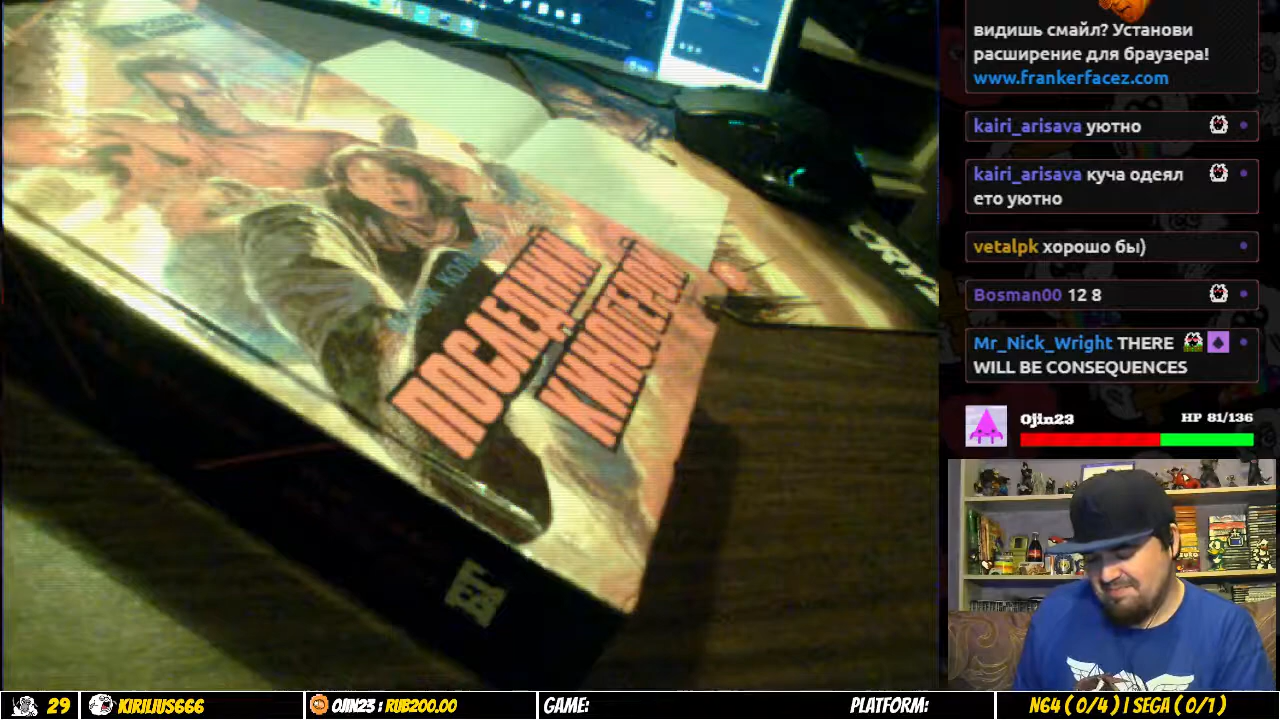 ПОСЛЕДНИЙ
КИНОГЕРОЙ
CRYS
видишь смайл? Установи
расширение для браузера!
www.frankerfacez.com
kairi_arisava уютно
kairi_arisava куча одеял
ето уютно
vetalpk хорошо бы)
Bosman00 12 8
Mr_Nick_Wright THERE
WILL BE CONSEQUENCES
Ojin23 HP 81/136
29 KIRILIUS666 OJIN23 : RUB200.00 GAME: PLATFORM: N64 ( 0/4 ) | SEGA ( 0/1 )